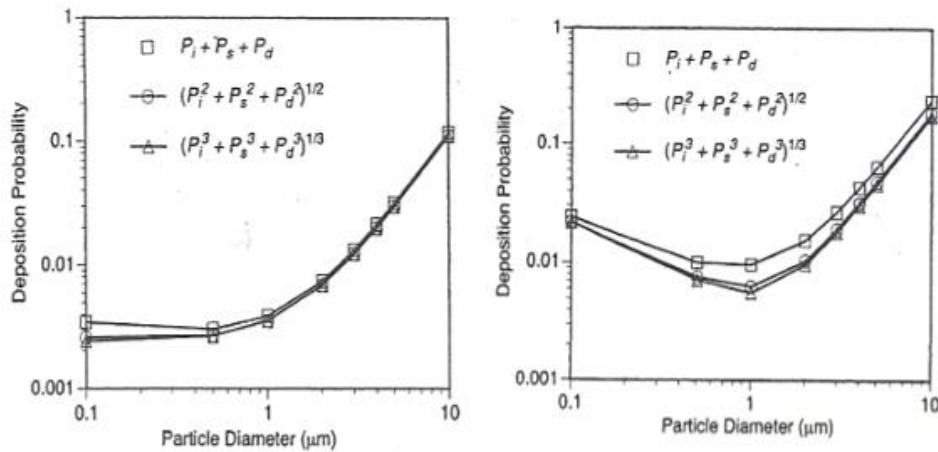 1
0.1
0.01
0.001
Deposition Probability
Pi + Ps + Pd
(Pi² + Ps² + Pd²)1/2
(Pi³ + Ps³ + Pd³)1/3
0.1 1 10
Particle Diameter (μm)
1
0.1
0.01
0.001
Deposition Probability
Pi + Ps + Pd
(Pi² + Ps² + Pd²)1/2
(Pi³ + Ps³ + Pd³)1/3
0.1 1 10
Particle Diameter (μm)